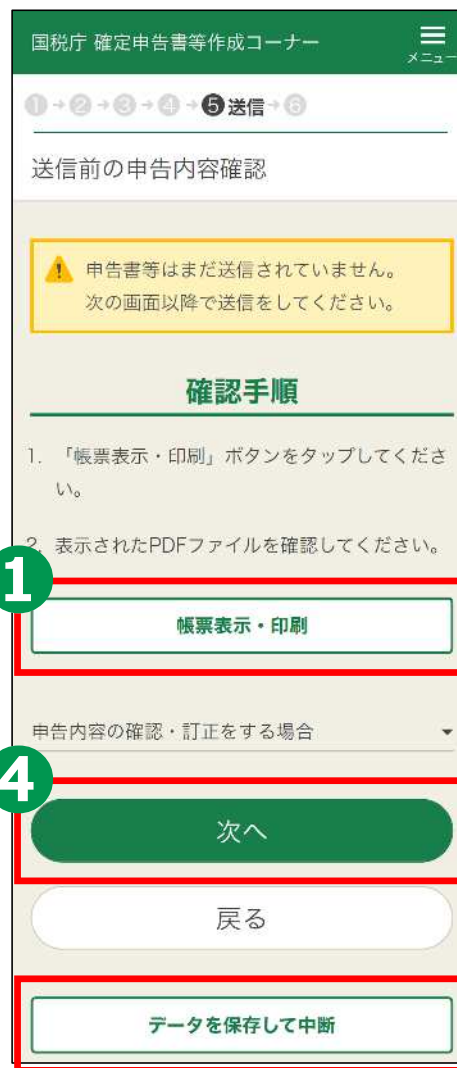 国税庁 確定申告書等作成コーナー
メニュー
1→2→3→4→5送信→6
送信前の申告内容確認
申告書等はまだ送信されていません。
次の画面以降で送信をしてください。
確認手順
1. 「帳票表示・印刷」ボタンをタップしてくださ
い。
2. 表示されたPDFファイルを確認してください。
1
帳票表示・印刷
申告内容の確認・訂正をする場合
4
次へ
戻る
データを保存して中断